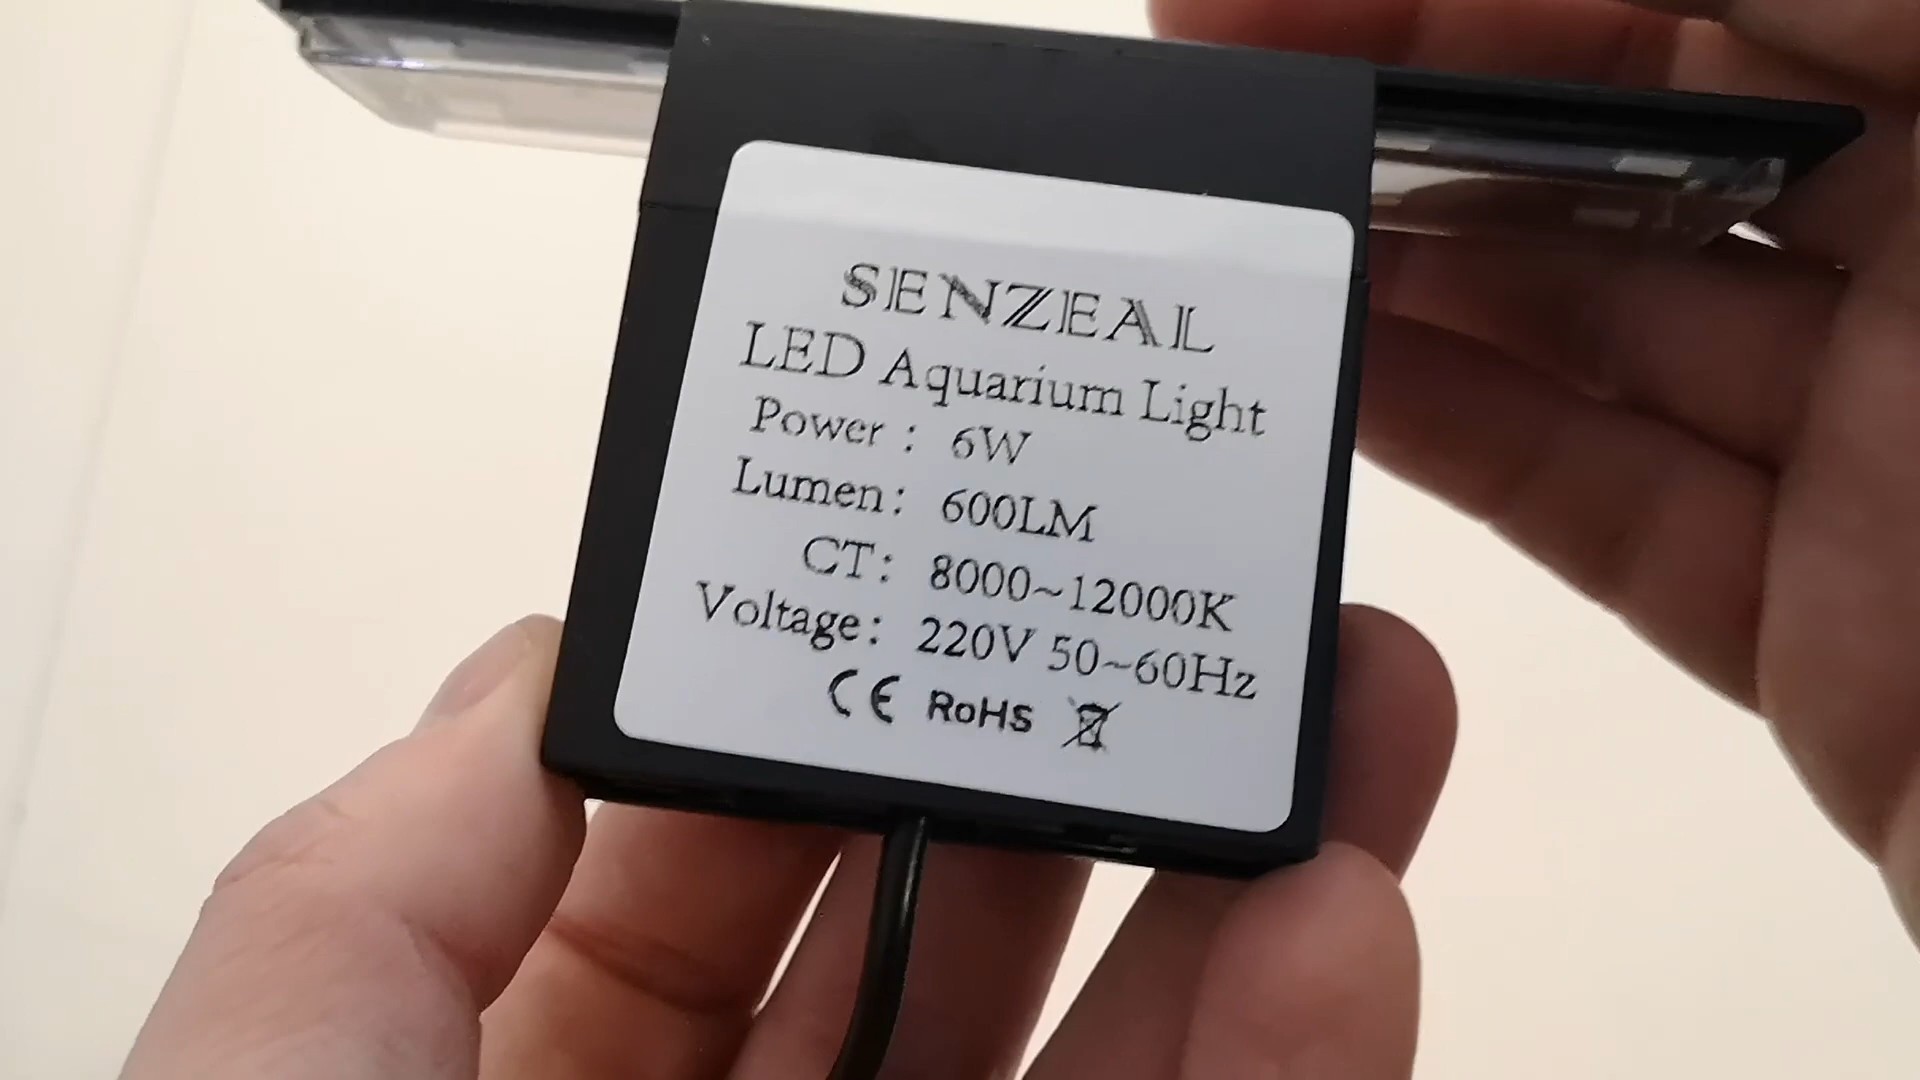 SENZEAL
LED Aquarium Light
Power : 6W
Lumen: 600LM
CT: 8000~12000K
Voltage: 220V 50~60Hz
CE RoHS